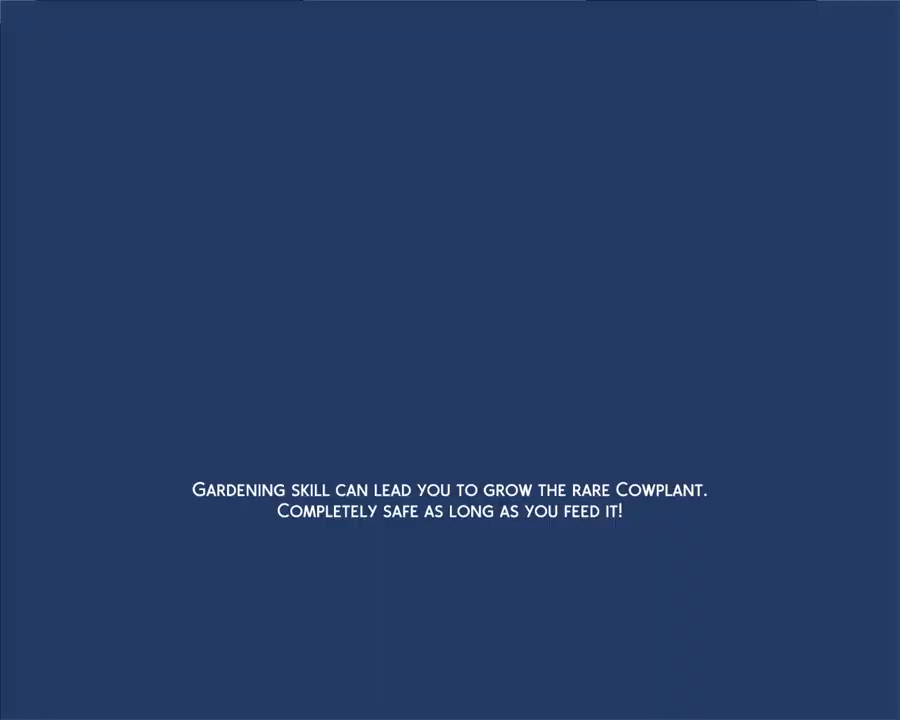 Gardening skill can lead you to grow the rare Cowplant.
Completely safe as long as you feed it!